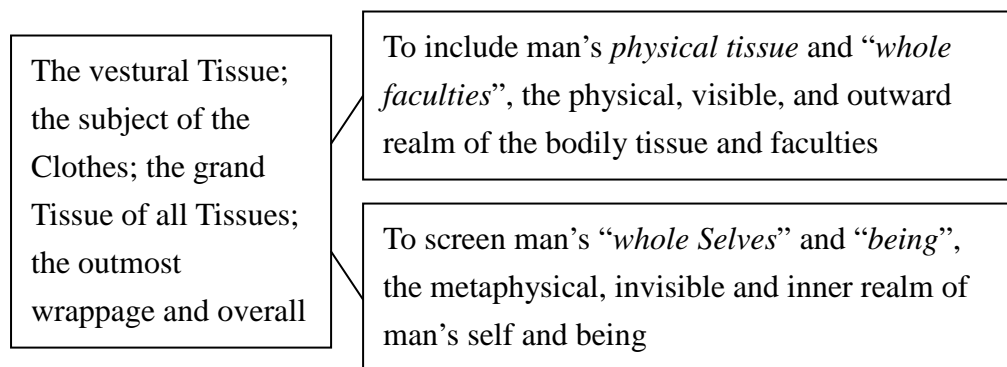 The vestural Tissue;
the subject of the
Clothes; the grand
Tissue of all Tissues;
the outmost
wrappage and overall
To include man’s physical tissue and “whole
faculties”, the physical, visible, and outward
realm of the bodily tissue and faculties
To screen man’s “whole Selves” and “being”,
the metaphysical, invisible and inner realm of
man’s self and being